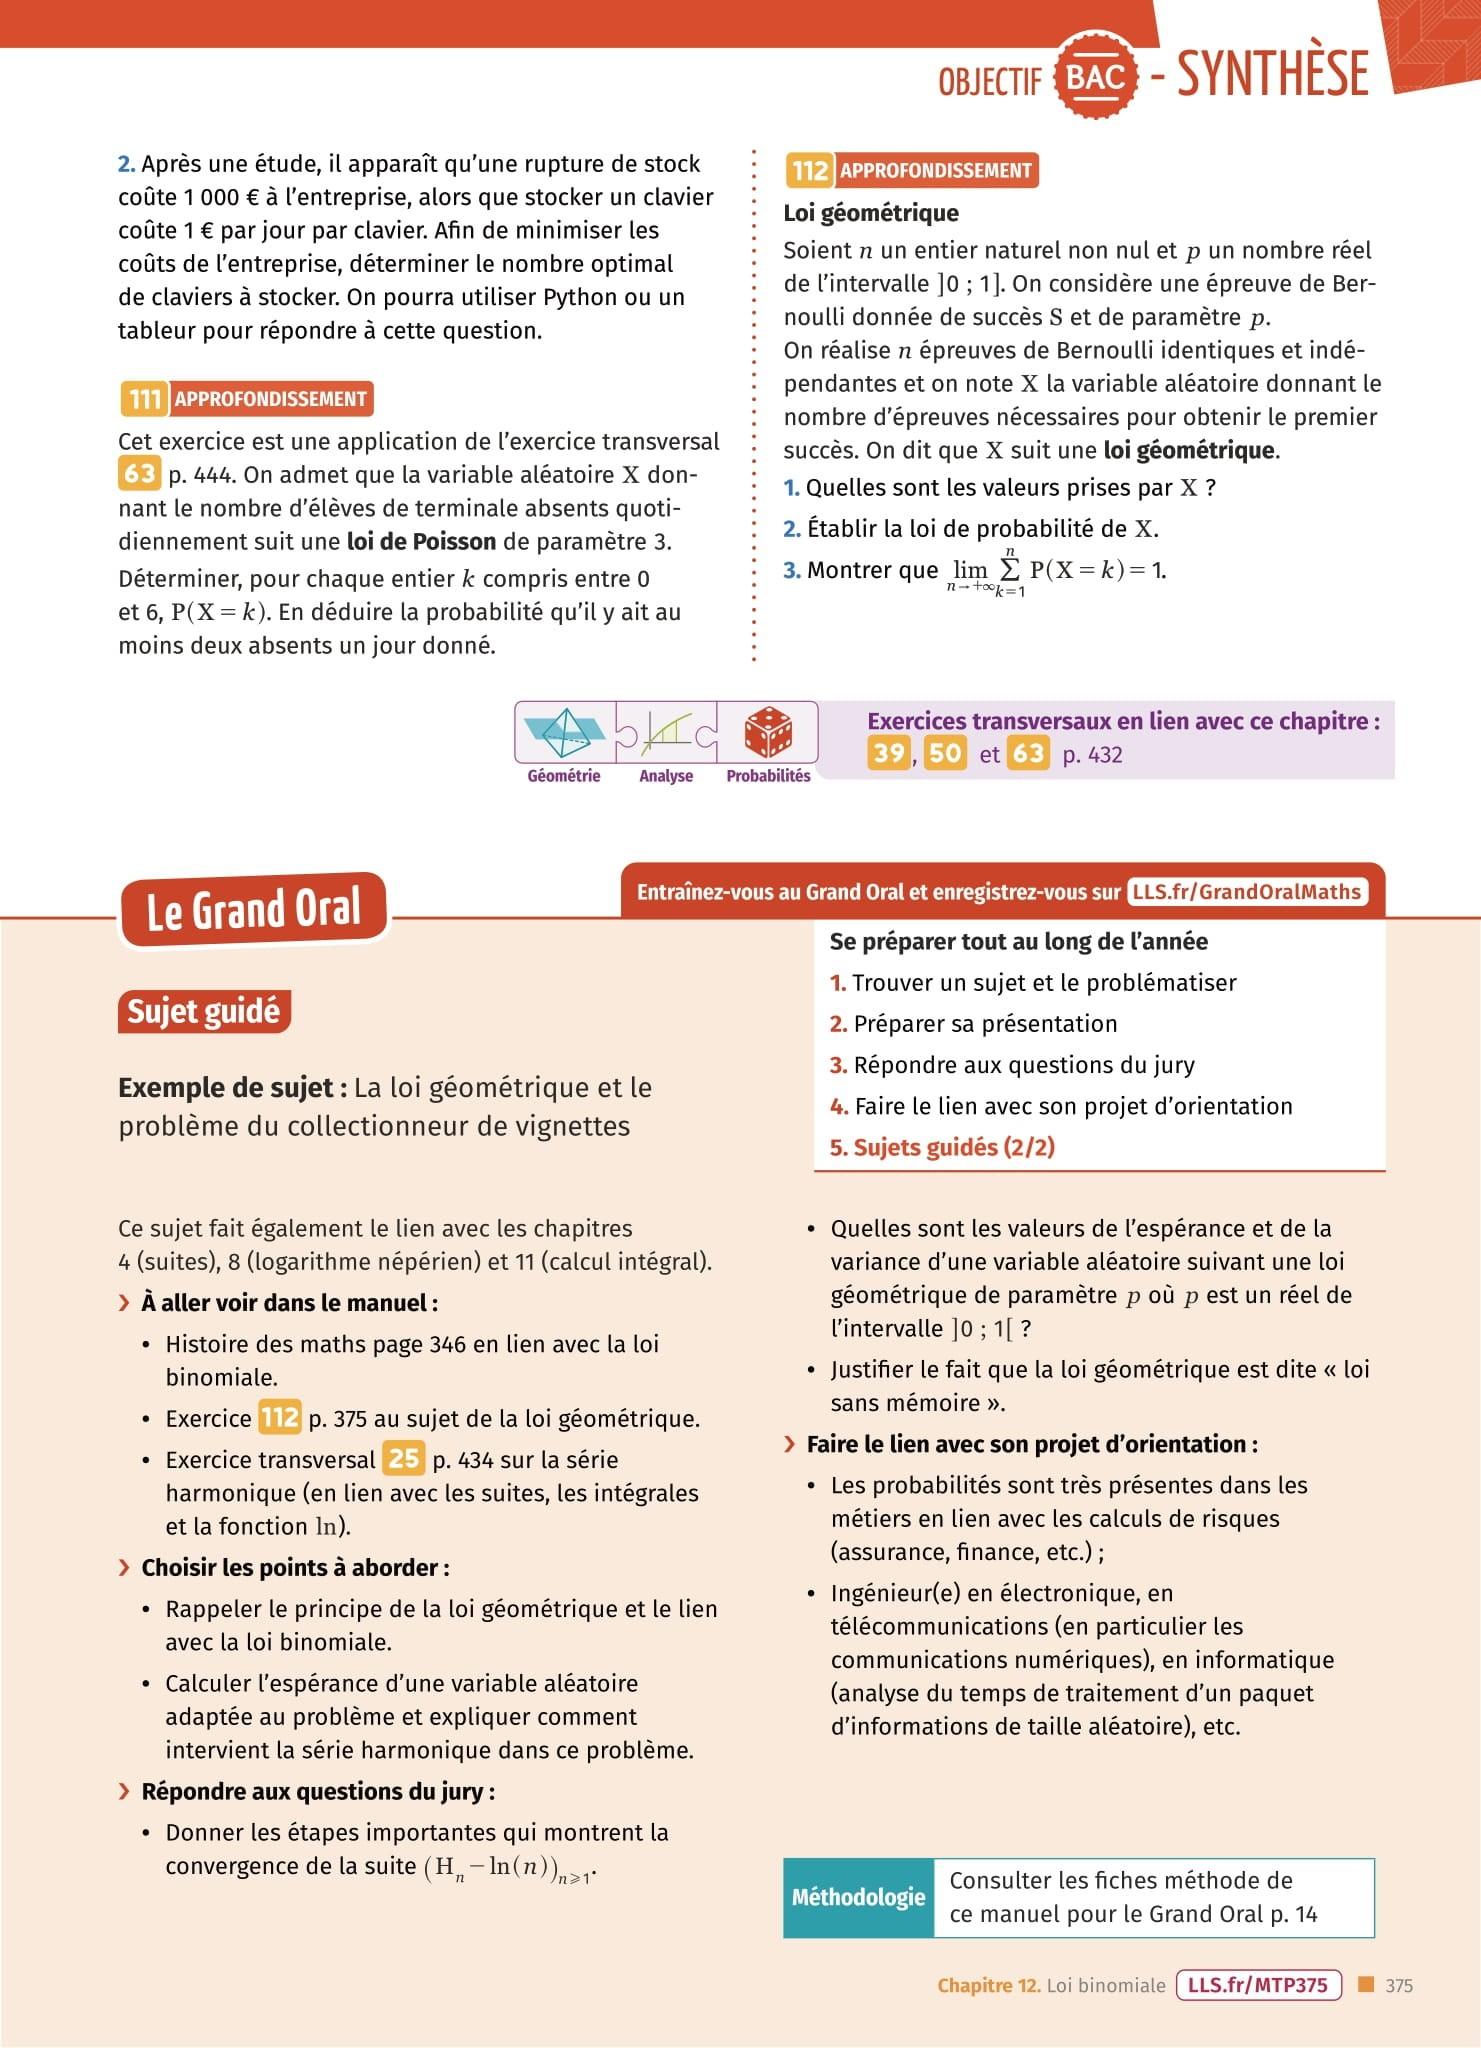 OBJECTIF BAC - SYNTHÈSE
2. Après une étude, il apparaît qu’une rupture de stock
coûte 1 000 € à l’entreprise, alors que stocker un clavier
coûte 1 € par jour par clavier. Afin de minimiser les
coûts de l’entreprise, déterminer le nombre optimal
de claviers à stocker. On pourra utiliser Python ou un
tableur pour répondre à cette question.
111 APPROFONDISSEMENT
Cet exercice est une application de l’exercice transversal
63 p. 444. On admet que la variable aléatoire X don-
nant le nombre d’élèves de terminale absents quoti-
diennement suit une loi de Poisson de paramètre 3.
Déterminer, pour chaque entier k compris entre 0
et 6, P(X = k). En déduire la probabilité qu’il y ait au
moins deux absents un jour donné.
112 APPROFONDISSEMENT
Loi géométrique
Soient n un entier naturel non nul et p un nombre réel
de l’intervalle ]0 ; 1]. On considère une épreuve de Ber-
noulli donnée de succès S et de paramètre p.
On réalise n épreuves de Bernoulli identiques et indé-
pendantes et on note X la variable aléatoire donnant le
nombre d’épreuves nécessaires pour obtenir le premier
succès. On dit que X suit une loi géométrique.
1. Quelles sont les valeurs prises par X ?
2. Établir la loi de probabilité de X.
3. Montrer que lim n→+∞ Σ k=1 n P(X = k) = 1.
Géométrie Analyse Probabilités
Exercices transversaux en lien avec ce chapitre :
39, 50 et 63 p. 432
Le Grand Oral
Entraînez-vous au Grand Oral et enregistrez-vous sur LLS.fr/GrandOralMaths
Se préparer tout au long de l’année
1. Trouver un sujet et le problématiser
2. Préparer sa présentation
3. Répondre aux questions du jury
4. Faire le lien avec son projet d’orientation
5. Sujets guidés (2/2)
Sujet guidé
Exemple de sujet : La loi géométrique et le
problème du collectionneur de vignettes
Ce sujet fait également le lien avec les chapitres
4 (suites), 8 (logarithme népérien) et 11 (calcul intégral).
› À aller voir dans le manuel :
• Histoire des maths page 346 en lien avec la loi
binomiale.
• Exercice 112 p. 375 au sujet de la loi géométrique.
• Exercice transversal 25 p. 434 sur la série
harmonique (en lien avec les suites, les intégrales
et la fonction ln).
› Choisir les points à aborder :
• Rappeler le principe de la loi géométrique et le lien
avec la loi binomiale.
• Calculer l’espérance d’une variable aléatoire
adaptée au problème et expliquer comment
intervient la série harmonique dans ce problème.
› Répondre aux questions du jury :
• Donner les étapes importantes qui montrent la
convergence de la suite (Hn − ln(n))n⩾1.
• Quelles sont les valeurs de l’espérance et de la
variance d’une variable aléatoire suivant une loi
géométrique de paramètre p où p est un réel de
l’intervalle ]0 ; 1[ ?
• Justifier le fait que la loi géométrique est dite « loi
sans mémoire ».
› Faire le lien avec son projet d’orientation :
• Les probabilités sont très présentes dans les
métiers en lien avec les calculs de risques
(assurance, finance, etc.) ;
• Ingénieur(e) en électronique, en
télécommunications (en particulier les
communications numériques), en informatique
(analyse du temps de traitement d’un paquet
d’informations de taille aléatoire), etc.
Méthodologie
Consulter les fiches méthode de
ce manuel pour le Grand Oral p. 14
Chapitre 12. Loi binomiale LLS.fr/MTP375 375